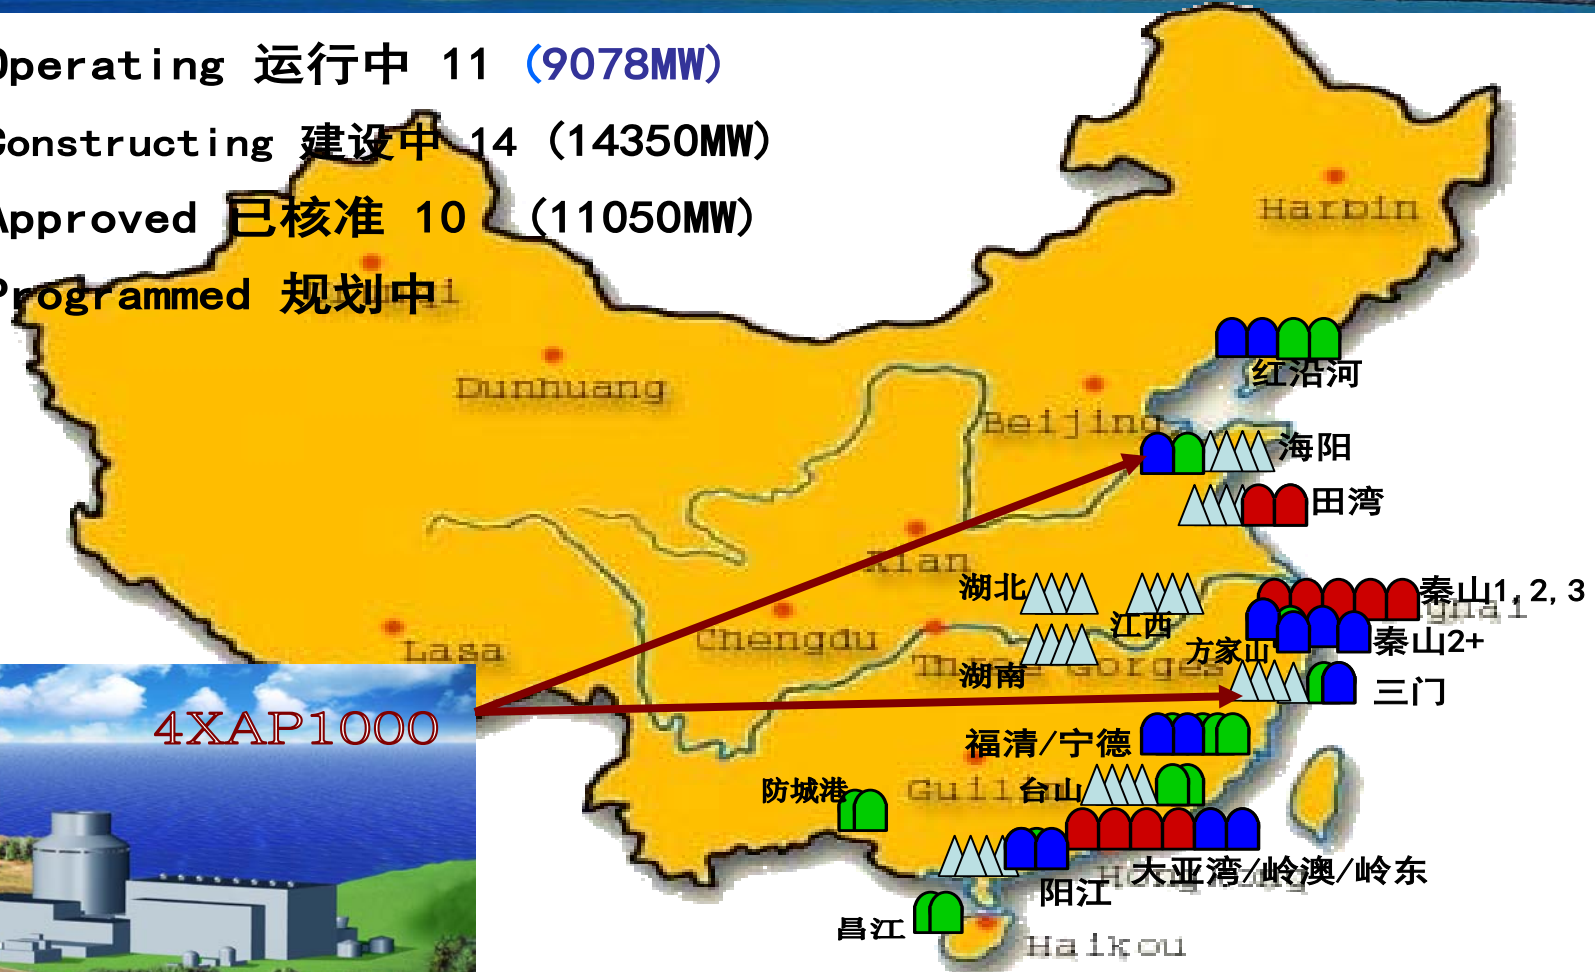 Operating 运行中 11 (9078MW)
Constructing 建设中 14 (14350MW)
Approved 已核准 10 (11050MW)
Programmed 规划中
Harbin
Dunhuang
红沿河
Beijing
海阳
田湾
Xian
湖北
江西
秦山1,2,3
秦山2+
方家山
Chengdu
Lasa
Three Gorges
湖南
三门
4XAP1000
福清/宁德
防城港
Guilin
台山
大亚湾/岭澳/岭东
阳江
昌江
Haikou